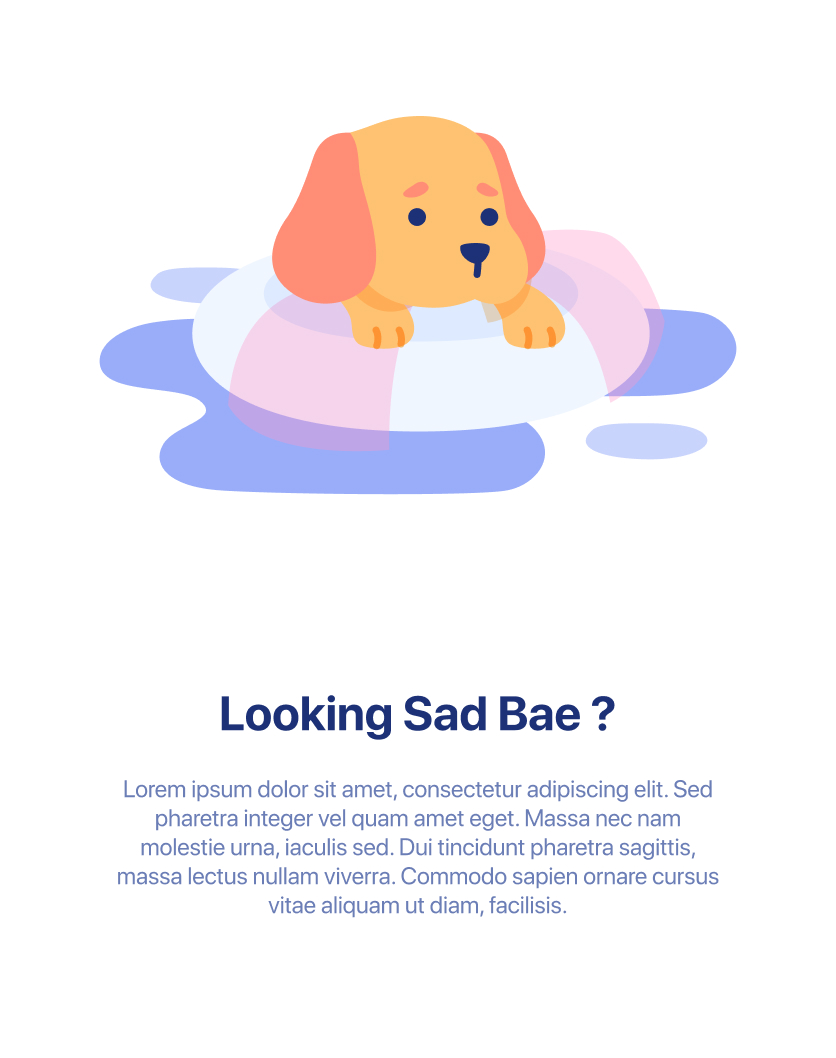 Looking Sad Bae ?
Lorem ipsum dolor sit amet, consectetur adipiscing elit. Sed
pharetra integer vel quam amet eget. Massa nec nam
molestie urna, iaculis sed. Dui tincidunt pharetra sagittis,
massa lectus nullam viverra. Commodo sapien ornare cursus
vitae aliquam ut diam, facilisis.